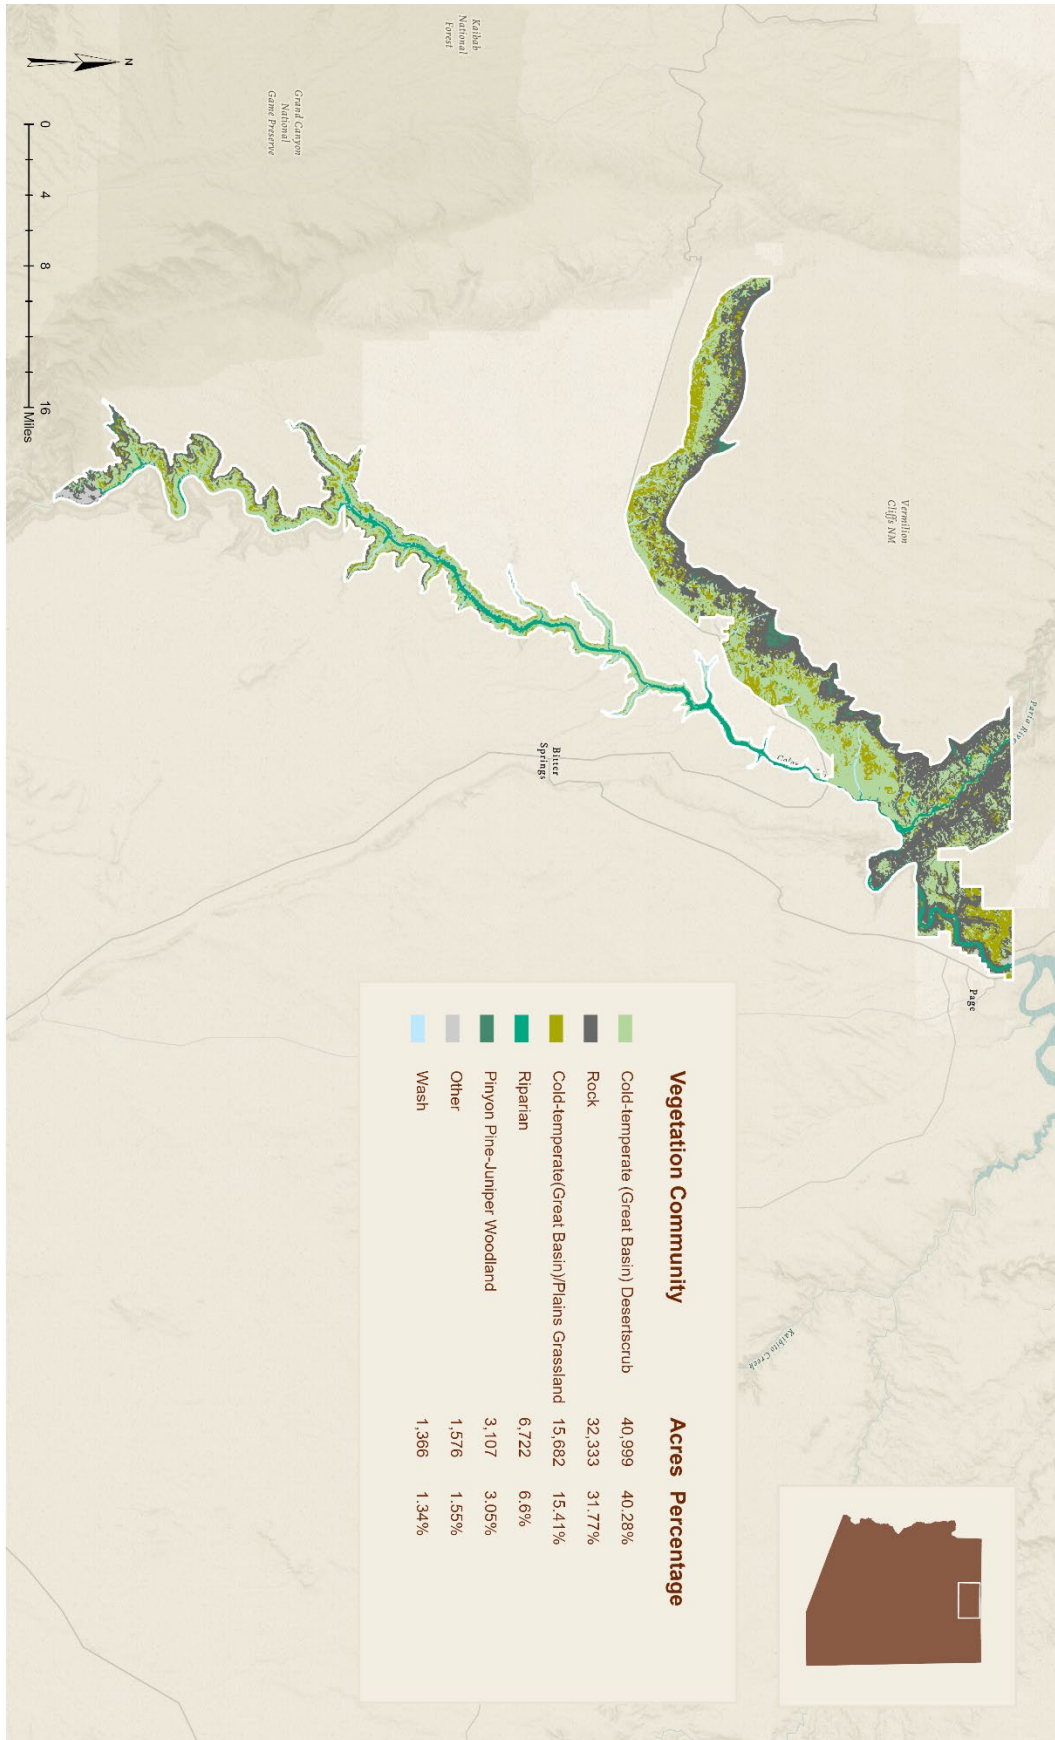 Kaibab
National
Forest
Grand Canyon
National
Game Preserve
Vermilion
Cliffs NM
Paria River
Page
Bitter
Springs
Kaibito Creek
N
0 4 8 16
Miles
Vegetation Community Acres Percentage
Cold-temperate (Great Basin) Desertscrub 40,999 40.28%
Rock 32,333 31.77%
Cold-temperate(Great Basin)/Plains Grassland 15,682 15.41%
Riparian 6,722 6.6%
Pinyon Pine-Juniper Woodland 3,107 3.05%
Other 1,576 1.55%
Wash 1,366 1.34%